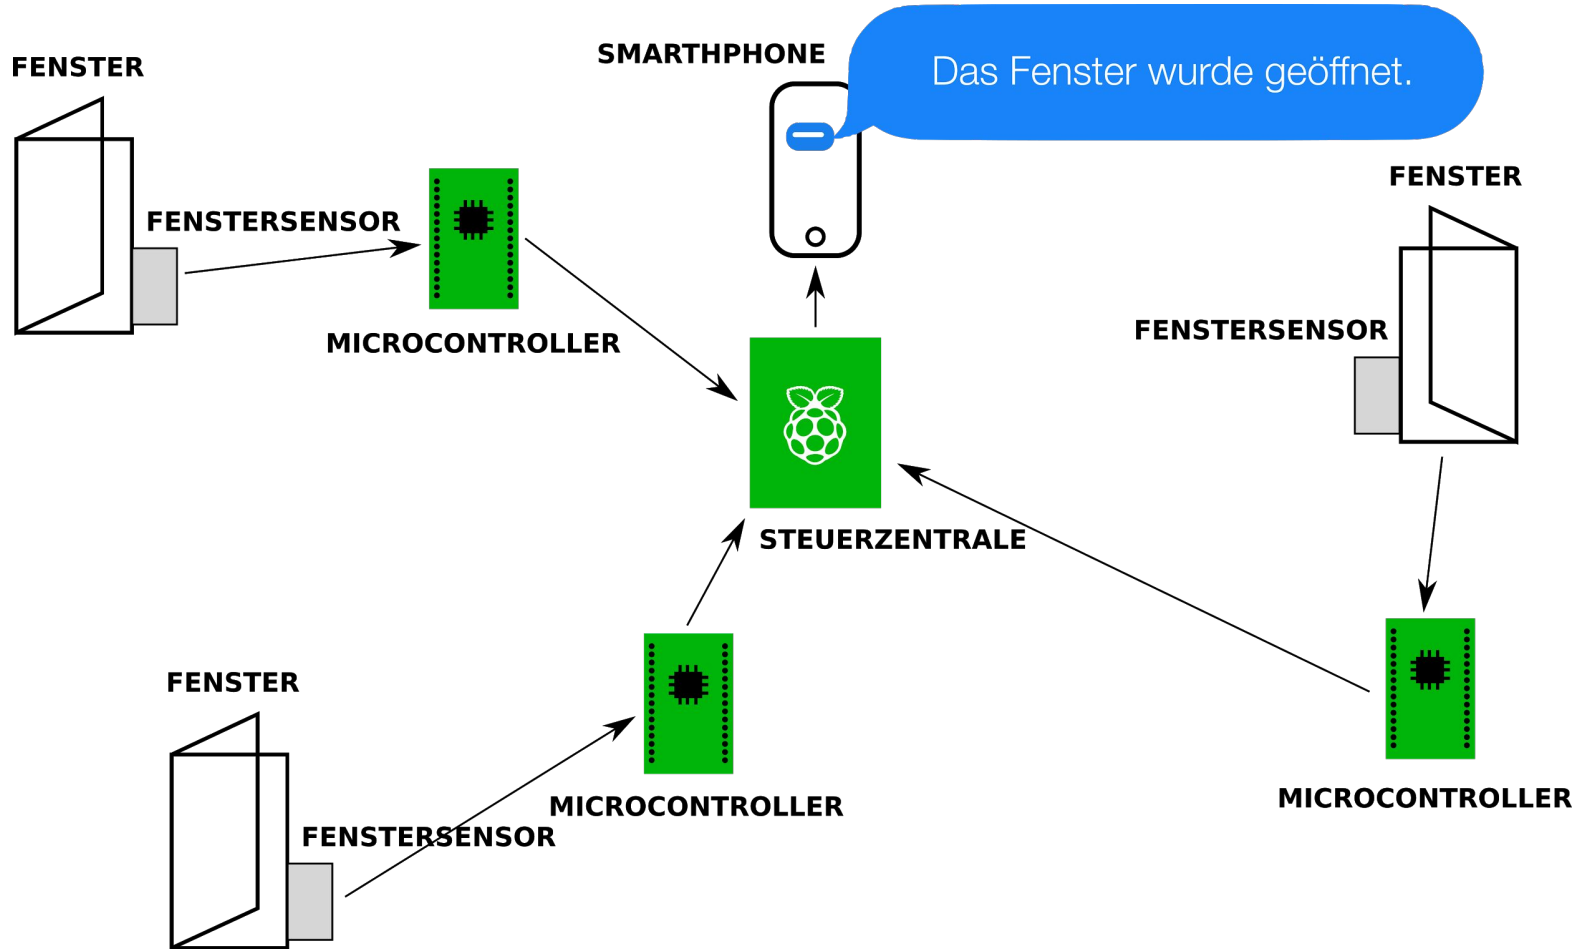 SMARTHPHONE
Das Fenster wurde geöffnet.
FENSTER
FENSTERSENSOR
MICROCONTROLLER
FENSTER
FENSTERSENSOR
STEUERZENTRALE
FENSTER
FENSTERSENSOR
MICROCONTROLLER
MICROCONTROLLER